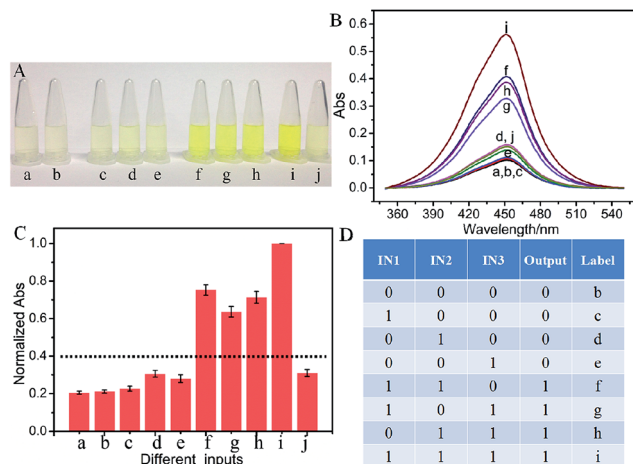 A
a b c d e f g h i j
B
Abs
0.6
0.5
0.4
0.3
0.2
0.1
0.0
i
f
h
g
d, j
e
a,b,c
360 390 420 450 480 510 540
Wavelength/nm
C
Normalized Abs
1.0
0.8
0.6
0.4
0.2
0.0
a b c d e f g h i j
Different inputs
D
IN1 IN2 IN3 Output Label
0 0 0 0 b
1 0 0 0 c
0 1 0 0 d
0 0 1 0 e
1 1 0 1 f
1 0 1 1 g
0 1 1 1 h
1 1 1 1 i